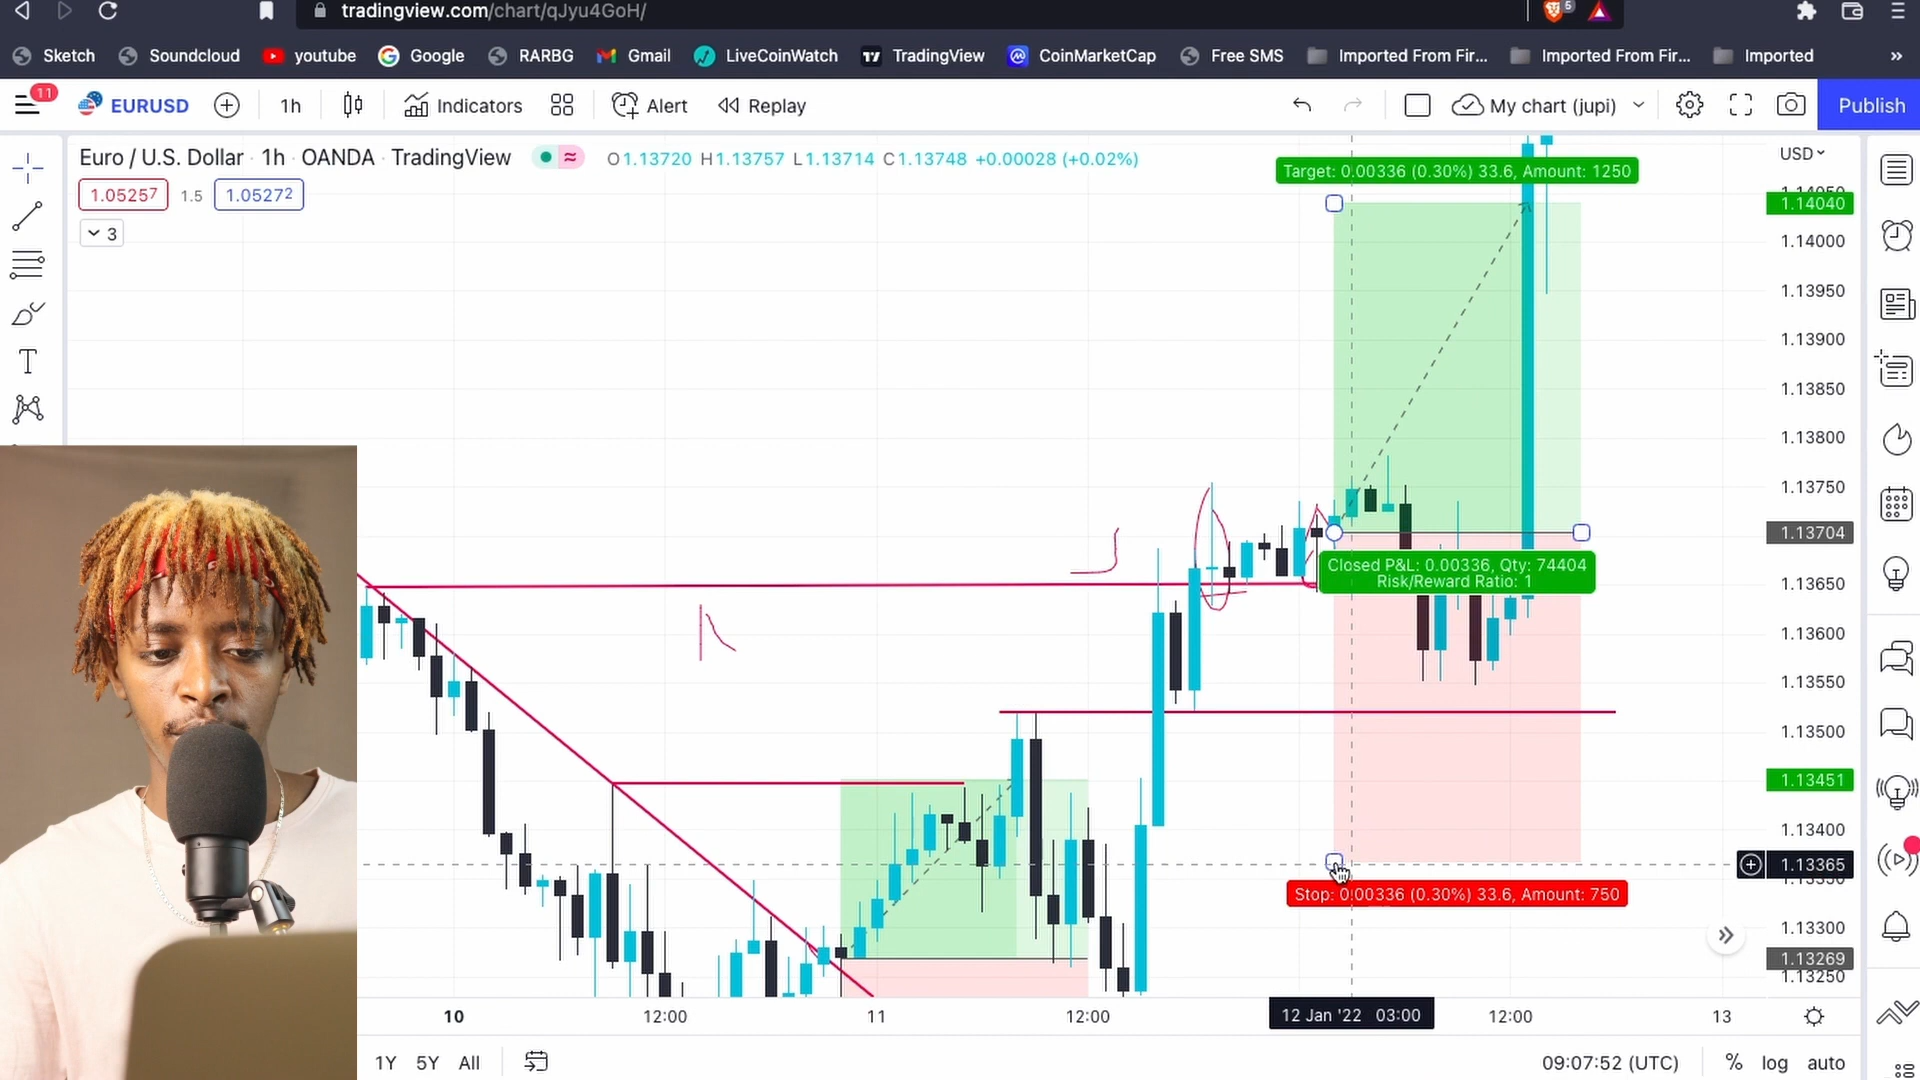 tradingview.com/chart/qJyu4GoH/
5
Sketch Soundcloud youtube Google RARBG Gmail LiveCoinWatch TradingView CoinMarketCap Free SMS Imported From Fir... Imported From Fir... Imported »
11 EURUSD 1h Indicators Alert Replay My chart (jupi) Publish
Euro / U.S. Dollar · 1h · OANDA · TradingView O1.13720 H1.13757 L1.13714 C1.13748 +0.00028 (+0.02%) USD
Target: 0.00336 (0.30%) 33.6, Amount: 1250
1.05257 1.5 1.05272
1.14040
3
1.14000
1.13950
1.13900
1.13850
1.13800
1.13750
1.13704
Closed P&L: 0.00336, Qty: 74404
Risk/Reward Ratio: 1
1.13650
1.13600
1.13550
1.13500
1.13451
1.13400
1.13365
Stop: 0.00336 (0.30%) 33.6, Amount: 750
1.13300
1.13269
1.13250
10 12:00 11 12:00 12 Jan '22 03:00 12:00 13
1Y 5Y All 09:07:52 (UTC) % log auto